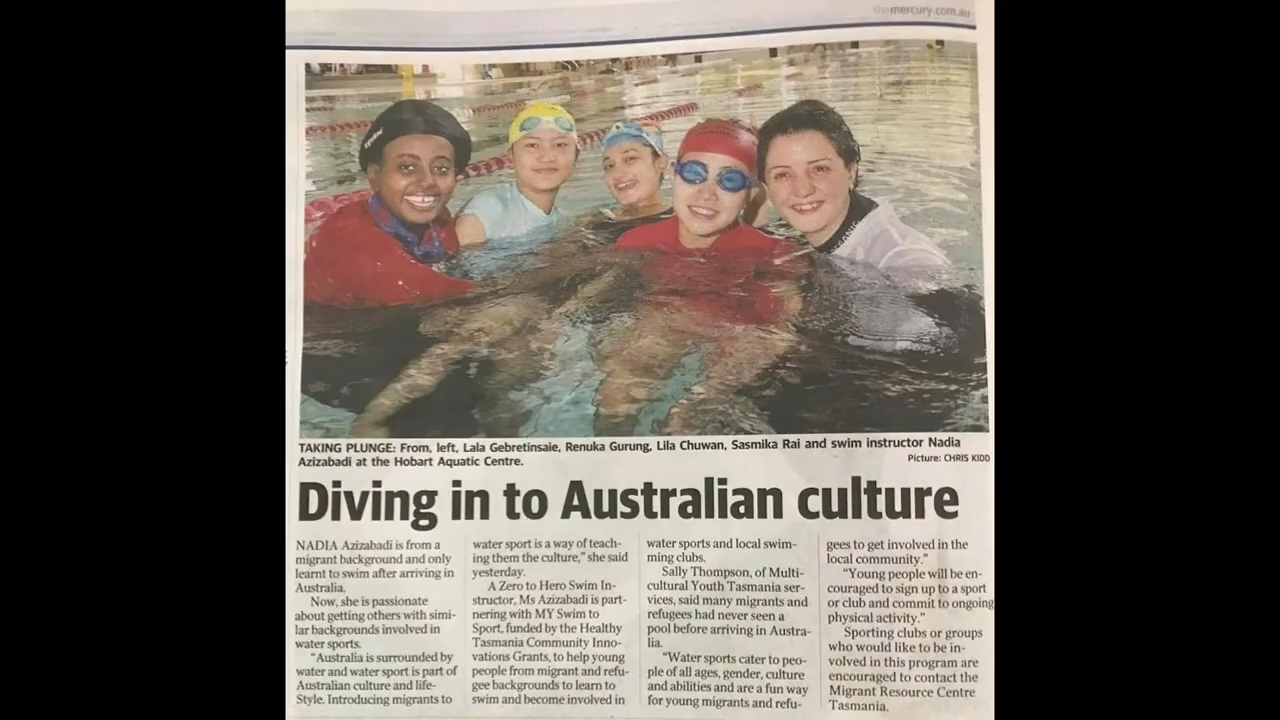 themercury.com.au
TAKING PLUNGE: From, left, Lala Gebretinsaie, Renuka Gurung, Lila Chuwan, Sasmika Rai and swim instructor Nadia
Azizabadi at the Hobart Aquatic Centre.
Picture: CHRIS KIDD
Diving in to Australian culture
NADIA Azizabadi is from a
migrant background and only
learnt to swim after arriving in
Australia.
Now, she is passionate
about getting others with simi-
lar backgrounds involved in
water sports.
“Australia is surrounded by
water and water sport is part of
Australian culture and life-
Style. Introducing migrants to
water sport is a way of teach-
ing them the culture,” she said
yesterday.
A Zero to Hero Swim In-
structor, Ms Azizabadi is part-
nering with MY Swim to
Sport, funded by the Healthy
Tasmania Community Inno-
vations Grants, to help young
people from migrant and refu-
gee backgrounds to learn to
swim and become involved in
water sports and local swim-
ming clubs.
Sally Thompson, of Multi-
cultural Youth Tasmania ser-
vices, said many migrants and
refugees had never seen a
pool before arriving in Austra-
lia.
“Water sports cater to peo-
ple of all ages, gender, culture
and abilities and are a fun way
for young migrants and refu-
gees to get involved in the
local community.”
“Young people will be en-
couraged to sign up to a sport
or club and commit to ongoing
physical activity.”
Sporting clubs or groups
who would like to be in-
volved in this program are
encouraged to contact the
Migrant Resource Centre
Tasmania.